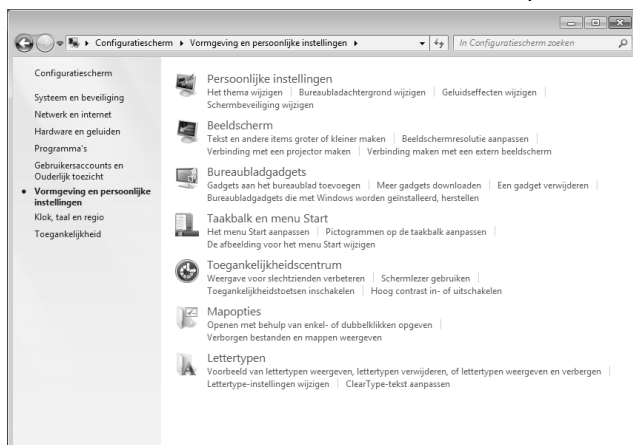 Configuratiescherm ▸ Vormgeving en persoonlijke instellingen ▸
In Configuratiescherm zoeken
Configuratiescherm
Systeem en beveiliging
Netwerk en internet
Hardware en geluiden
Programma's
Gebruikersaccounts en
Ouderlijk toezicht
Vormgeving en persoonlijke
instellingen
Klok, taal en regio
Toegankelijkheid
Persoonlijke instellingen
Het thema wijzigen | Bureaubladachtergrond wijzigen | Geluidseffecten wijzigen |
Schermbeveiliging wijzigen
Beeldscherm
Tekst en andere items groter of kleiner maken | Beeldschermresolutie aanpassen |
Verbinding met een projector maken | Verbinding maken met een extern beeldscherm
Bureaubladgadgets
Gadgets aan het bureaublad toevoegen | Meer gadgets downloaden | Een gadget verwijderen |
Bureaubladgadgets die met Windows worden geïnstalleerd, herstellen
Taakbalk en menu Start
Het menu Start aanpassen | Pictogrammen op de taakbalk aanpassen |
De afbeelding voor het menu Start wijzigen
Toegankelijkheidscentrum
Weergave voor slechtzienden verbeteren | Schermlezer gebruiken |
Toegankelijkheidstoetsen inschakelen | Hoog contrast in- of uitschakelen
Mapopties
Openen met behulp van enkel- of dubbelklikken opgeven |
Verborgen bestanden en mappen weergeven
Lettertypen
Voorbeeld van lettertypen weergeven, lettertypen verwijderen, of lettertypen weergeven en verbergen |
Lettertype-instellingen wijzigen | ClearType-tekst aanpassen